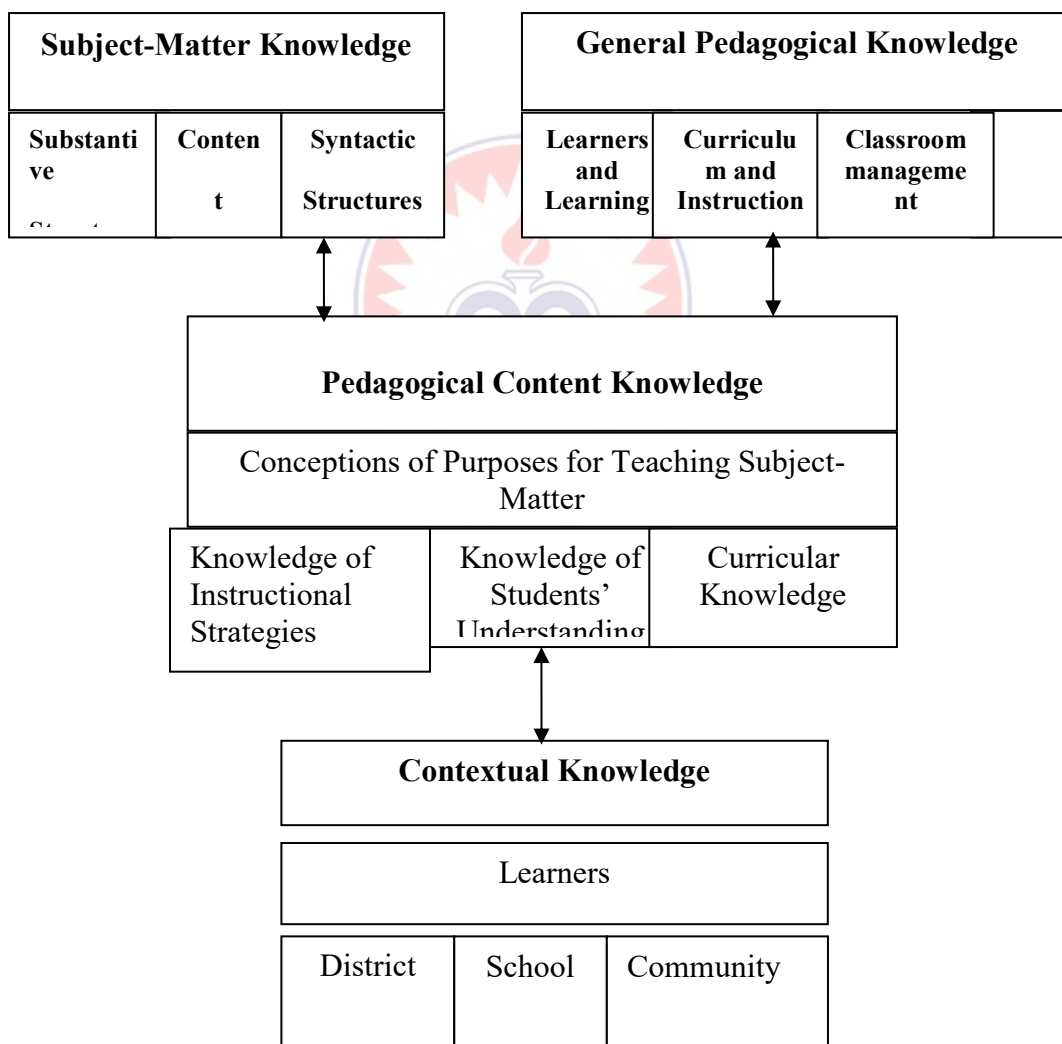 Subject-Matter Knowledge
General Pedagogical Knowledge
Substanti
ve
Conten
t
Syntactic
Structures
Learners
and
Learning
Curriculu
m and
Instruction
Classroom
manageme
nt
Pedagogical Content Knowledge
Conceptions of Purposes for Teaching Subject-
Matter
Knowledge of
Instructional
Strategies
Knowledge of
Students’
Understanding
Curricular
Knowledge
Contextual Knowledge
Learners
District
School
Community